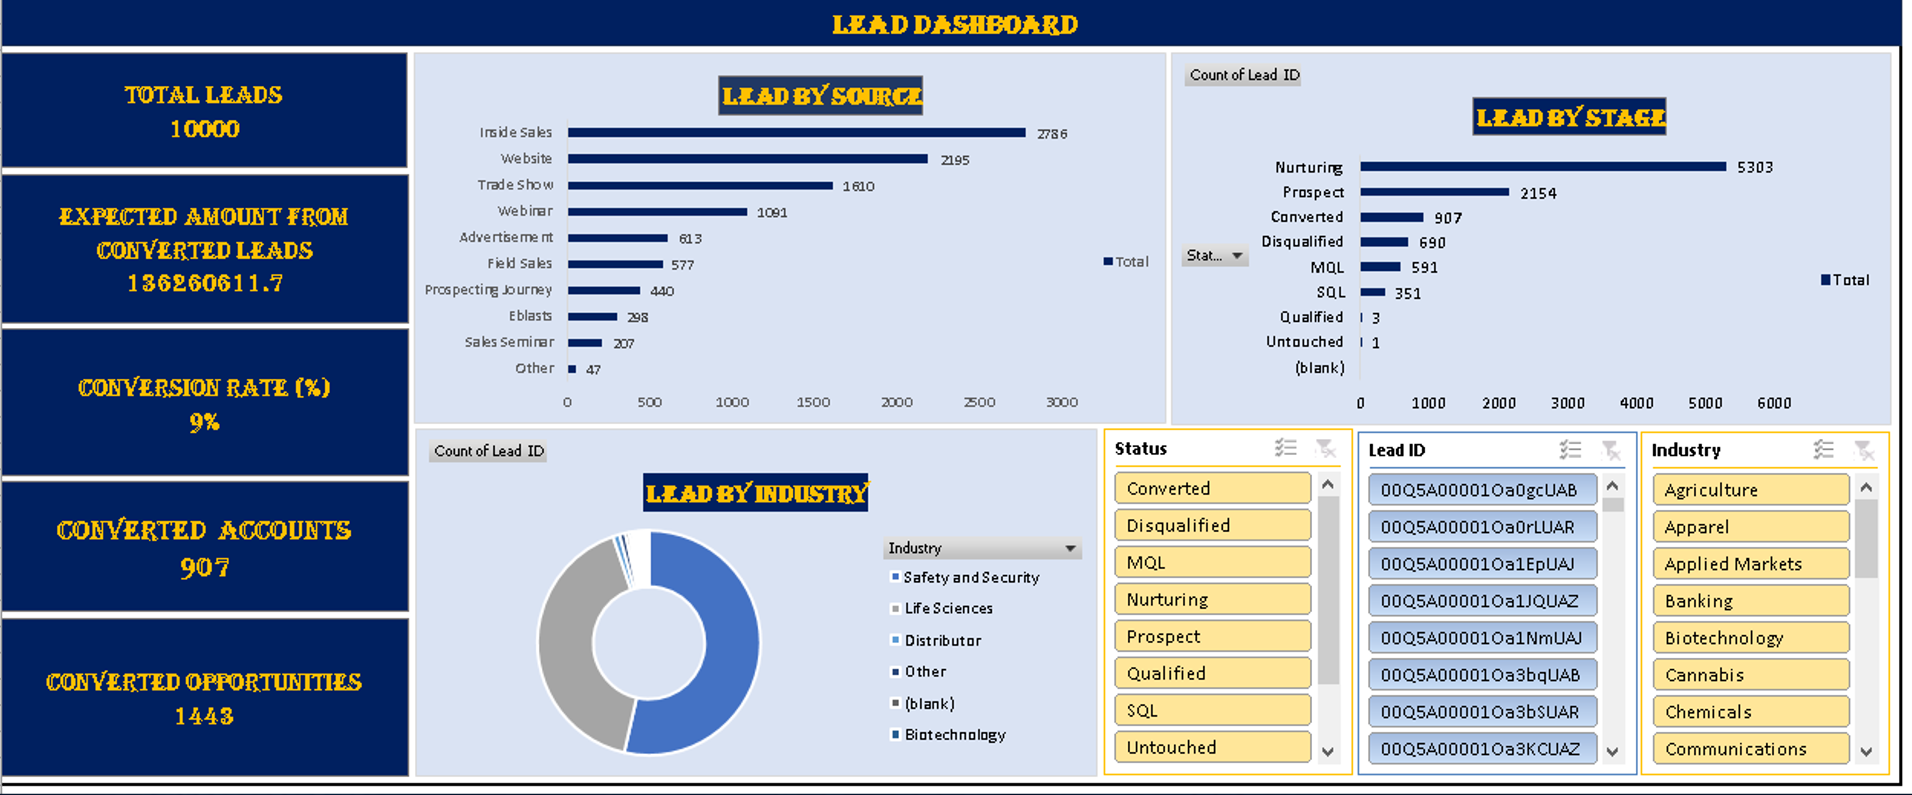 LEAD DASHBOARD
TOTAL LEADS
10000
EXPECTED AMOUNT FROM
CONVERTED LEADS
136260611.7
CONVERSION RATE (%)
9%
CONVERTED ACCOUNTS
907
CONVERTED OPPORTUNITIES
1443
LEAD BY SOURCE
Inside Sales 2786
Website 2195
Trade Show 1610
Webinar 1091
Advertisement 613
Field Sales 577
Prospecting Journey 440
Eblasts 298
Sales Seminar 207
Other 47
0 500 1000 1500 2000 2500 3000
Total
Count of Lead ID
LEAD BY STAGE
Stat...
Nurturing 5303
Prospect 2154
Converted 907
Disqualified 690
MQL 591
SQL 351
Qualified 3
Untouched 1
(blank)
0 1000 2000 3000 4000 5000 6000
Total
Count of Lead ID
LEAD BY INDUSTRY
Industry
Safety and Security
Life Sciences
Distributor
Other
(blank)
Biotechnology
Status
Converted
Disqualified
MQL
Nurturing
Prospect
Qualified
SQL
Untouched
Lead ID
00Q5A00001Oa0gcUAB
00Q5A00001Oa0rLUAR
00Q5A00001Oa1EpUAJ
00Q5A00001Oa1JQUAZ
00Q5A00001Oa1NmUAJ
00Q5A00001Oa3bqUAB
00Q5A00001Oa3bSUAR
00Q5A00001Oa3KCUAZ
Industry
Agriculture
Apparel
Applied Markets
Banking
Biotechnology
Cannabis
Chemicals
Communications